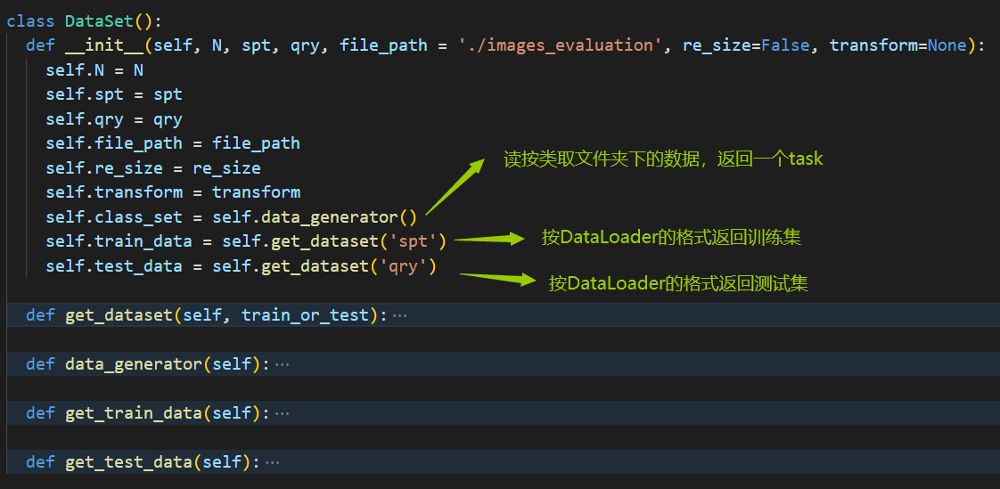 class DataSet():
def __init__(self, N, spt, qry, file_path = './images_evaluation', re_size=False, transform=None):
self.N = N
self.spt = spt
self.qry = qry
self.file_path = file_path
self.re_size = re_size
self.transform = transform
self.class_set = self.data_generator()
读按类取文件夹下的数据，返回一个task
self.train_data = self.get_dataset('spt')
按DataLoader的格式返回训练集
self.test_data = self.get_dataset('qry')
按DataLoader的格式返回测试集
def get_dataset(self, train_or_test):···
def data_generator(self):···
def get_train_data(self):···
def get_test_data(self):···